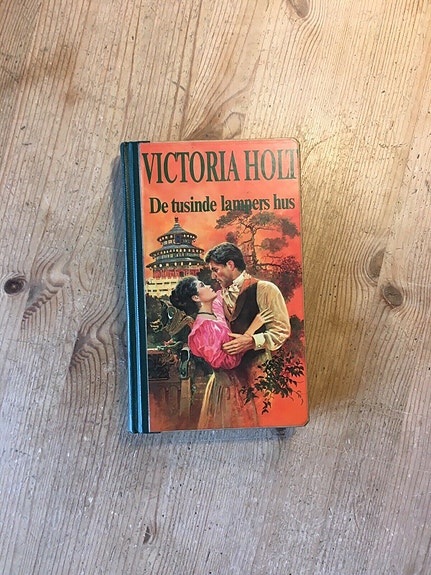 VICTORIA HOLT
De tusinde lampers hus